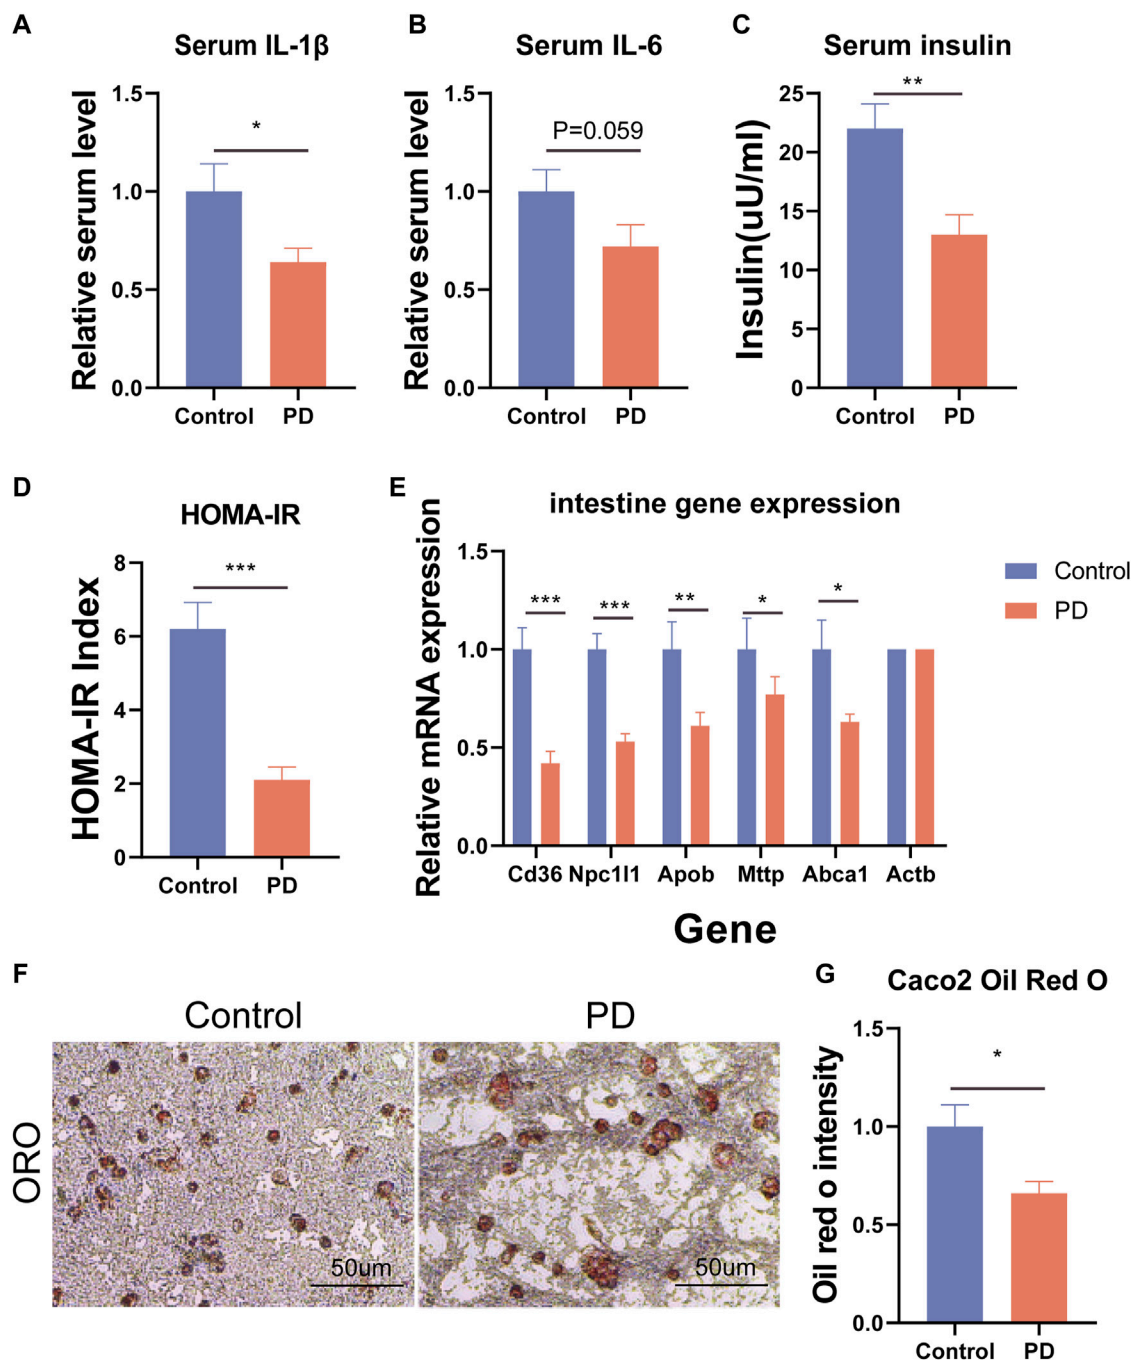 A
Serum IL-1β
Relative serum level
1.5
1.0
0.5
0.0
*
Control PD
B
Serum IL-6
Relative serum level
1.5
1.0
0.5
0.0
P=0.059
Control PD
C
Serum insulin
Insulin(uU/ml)
25
20
15
10
5
0
**
Control PD
D
HOMA-IR
HOMA-IR Index
8
6
4
2
0
***
Control PD
E
intestine gene expression
Relative mRNA expression
1.5
1.0
0.5
0.0
*** *** ** * *
Cd36 Npc1l1 Apob Mttp Abca1 Actb
Gene
Control
PD
F
Control PD
ORO
50um 50um
G
Caco2 Oil Red O
Oil red o intensity
1.5
1.0
0.5
0.0
*
Control PD